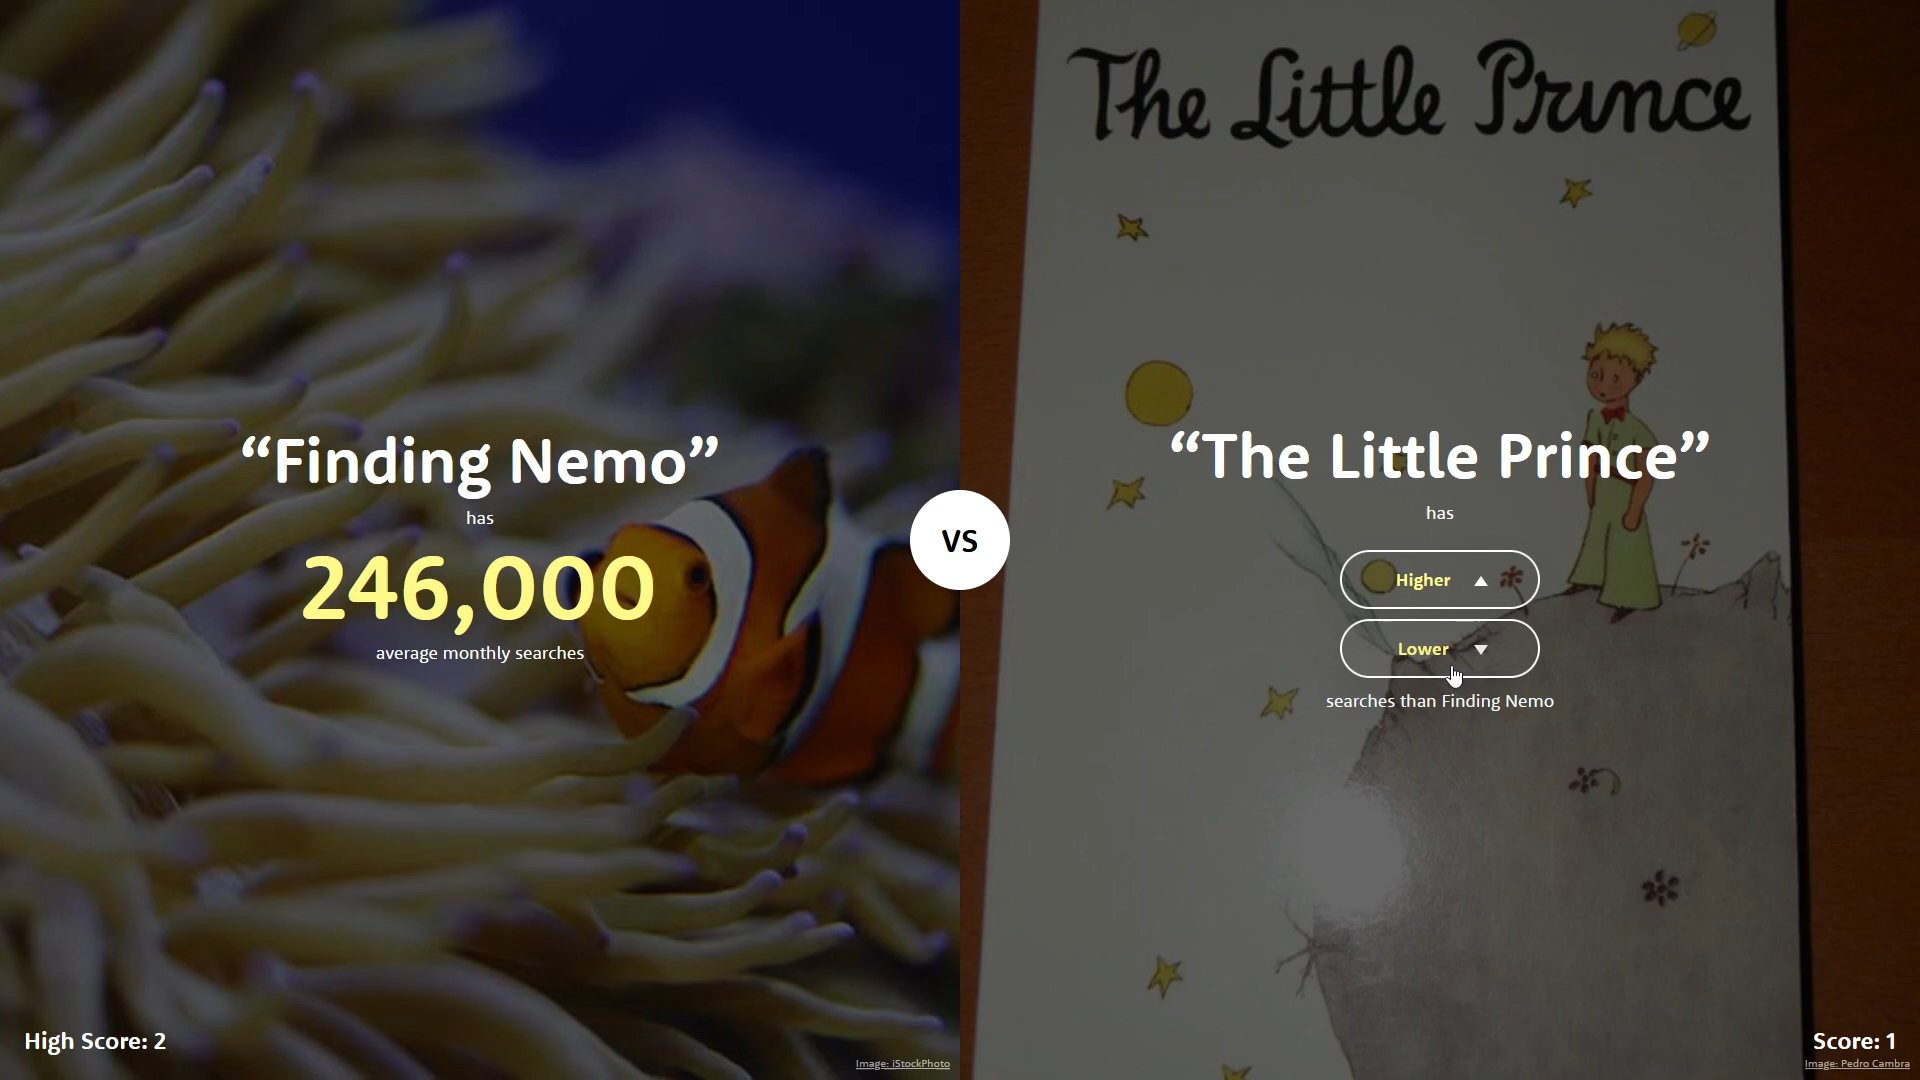 “Finding Nemo”
has
246,000
average monthly searches
High Score: 2
Image: iStockPhoto
VS
The Little Prince
“The Little Prince”
has
Higher ▲
Lower ▼
searches than Finding Nemo
Score: 1
Image: Pedro Cambra